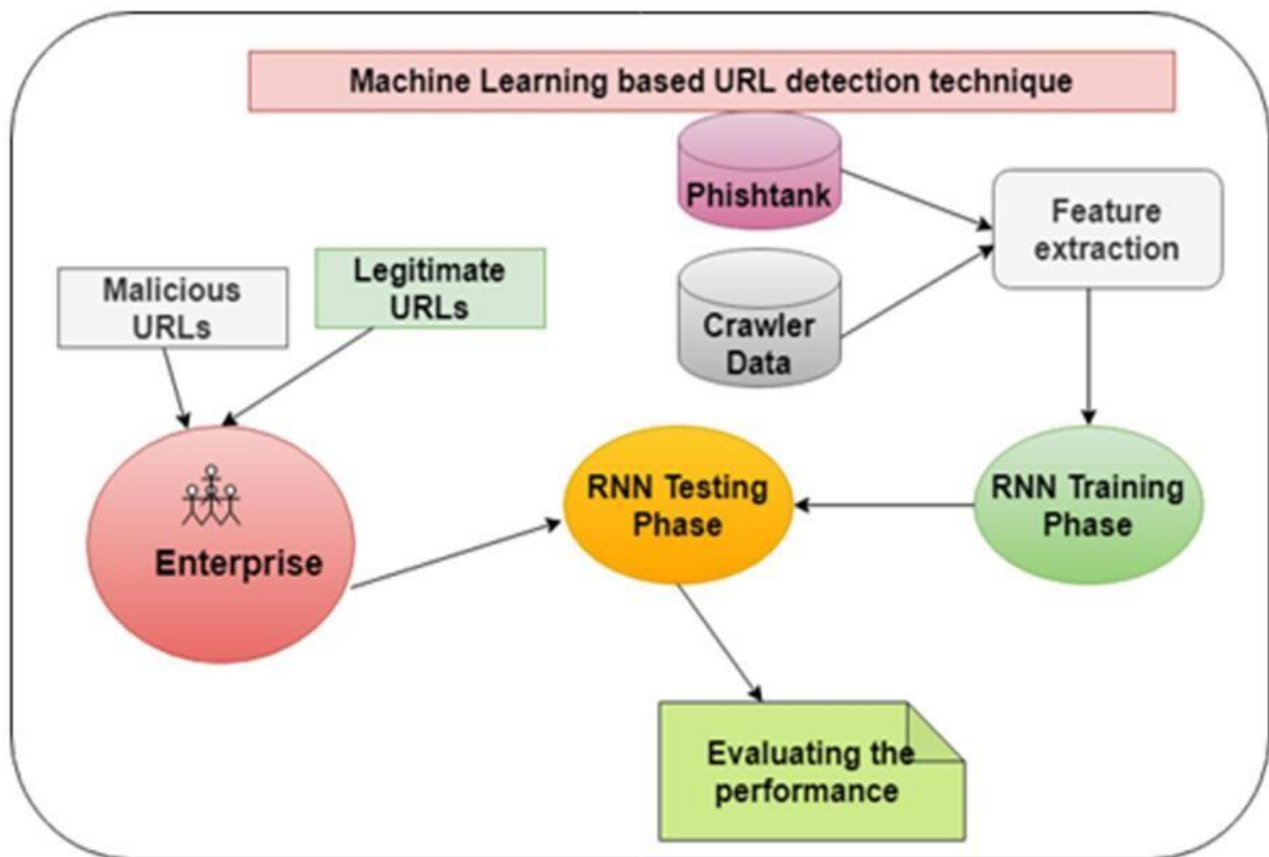 Machine Learning based URL detection technique
Phishtank
Feature
extraction
Legitimate
URLs
Malicious
URLs
Crawler
Data
RNN Testing
Phase
RNN Training
Phase
Enterprise
Evaluating the
performance